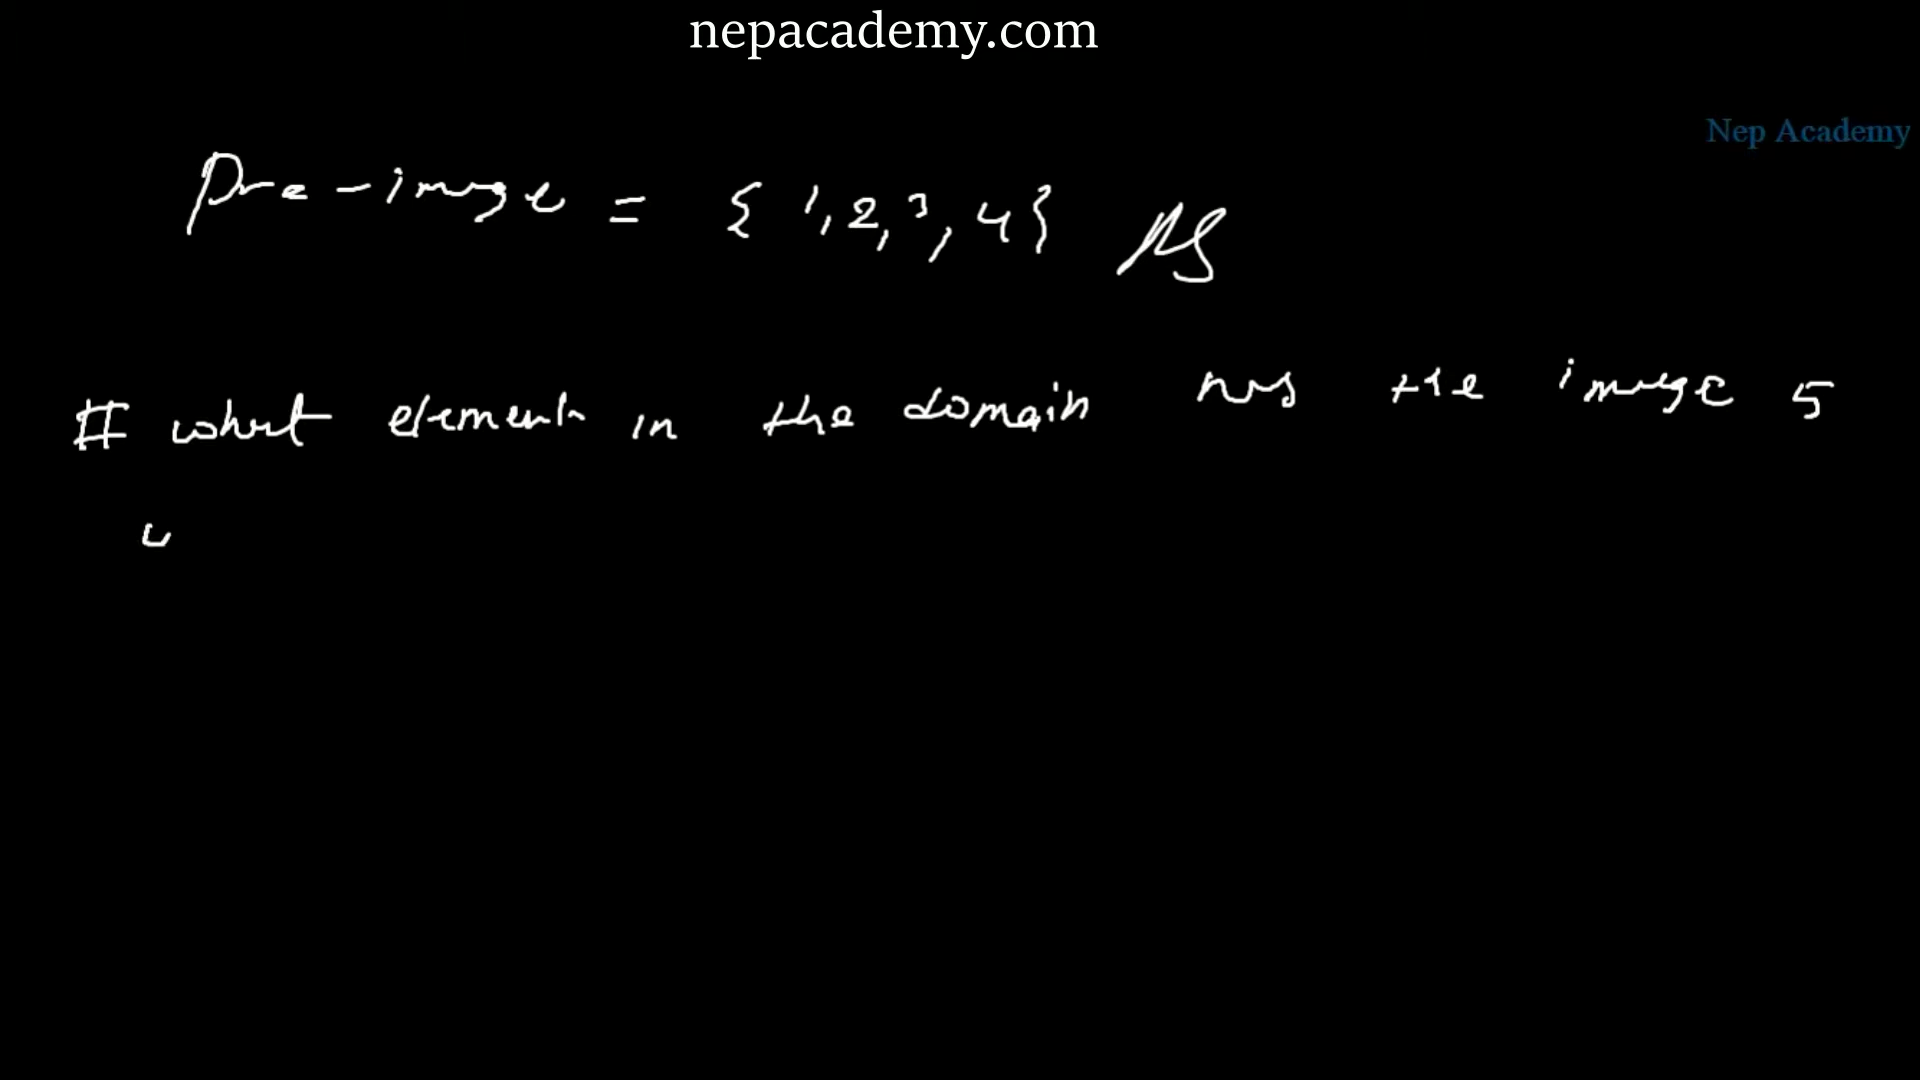 nepacademy.com
Nep Academy
Pre-image = { 1, 2, 3, 4}
# what element in the domain has the image 5